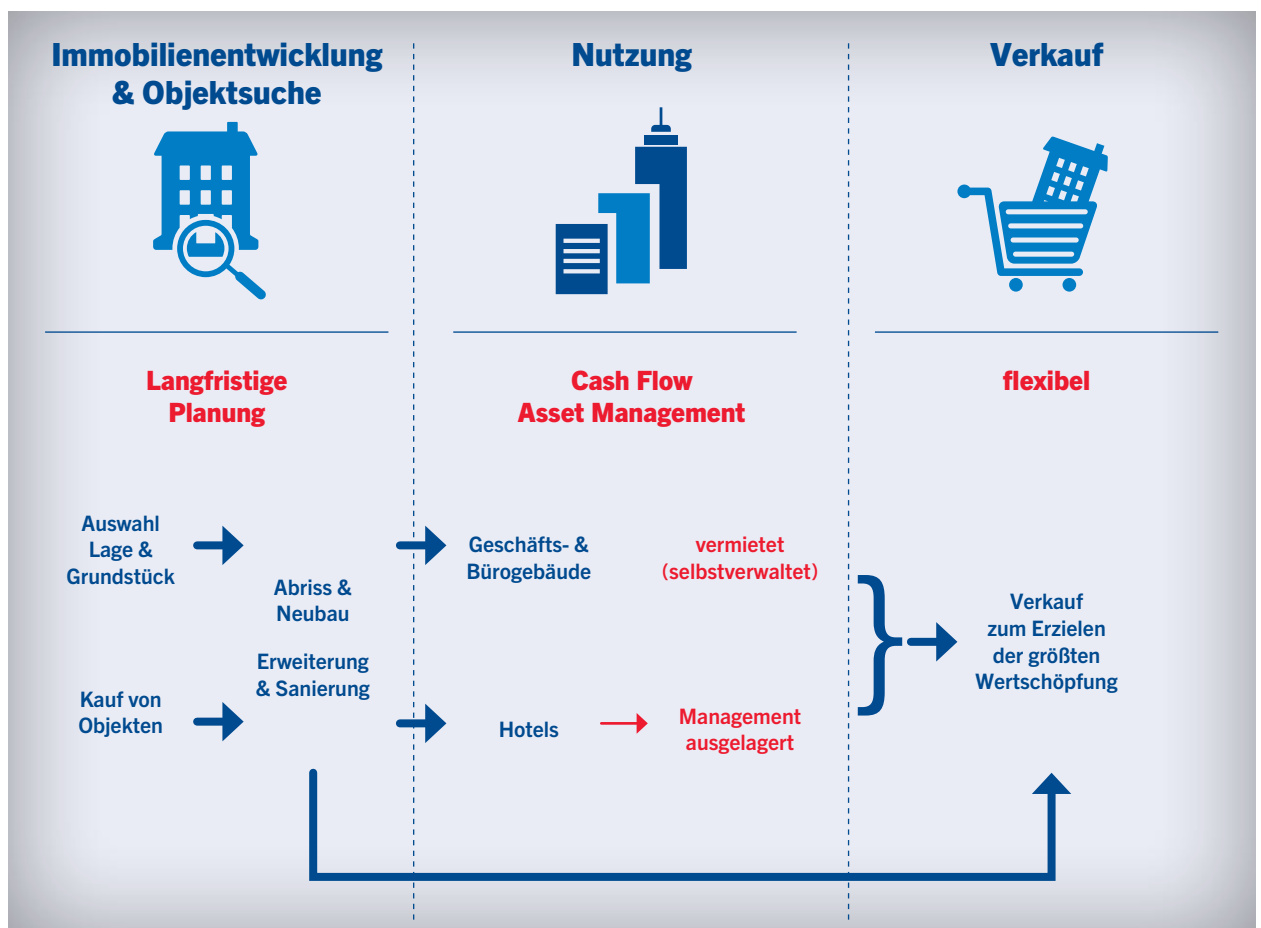 Immobilienentwicklung
& Objektsuche
Nutzung
Verkauf
Langfristige
Planung
Cash Flow
Asset Management
flexibel
Auswahl
Lage &
Grundstück
Abriss &
Neubau
Erweiterung
& Sanierung
Kauf von
Objekten
Geschäfts- &
Bürogebäude
vermietet
(selbstverwaltet)
Hotels
Management
ausgelagert
Verkauf
zum Erzielen
der größten
Wertschöpfung